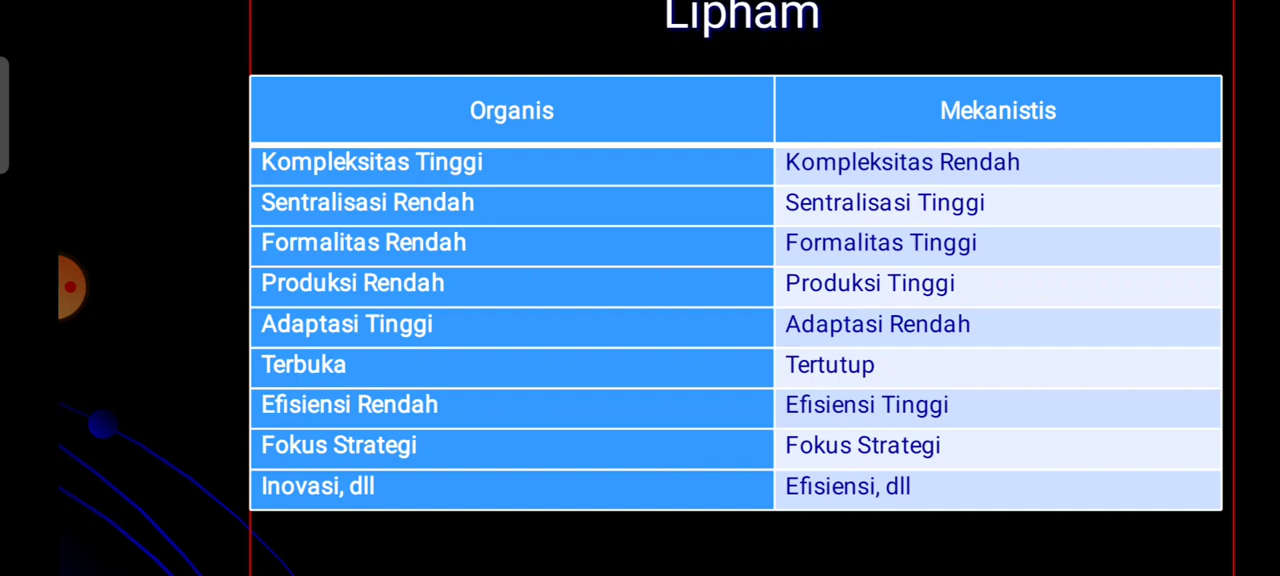 Lipham
Organis Mekanistis
Kompleksitas Tinggi Kompleksitas Rendah
Sentralisasi Rendah Sentralisasi Tinggi
Formalitas Rendah Formalitas Tinggi
Produksi Rendah Produksi Tinggi
Adaptasi Tinggi Adaptasi Rendah
Terbuka Tertutup
Efisiensi Rendah Efisiensi Tinggi
Fokus Strategi Fokus Strategi
Inovasi, dll Efisiensi, dll